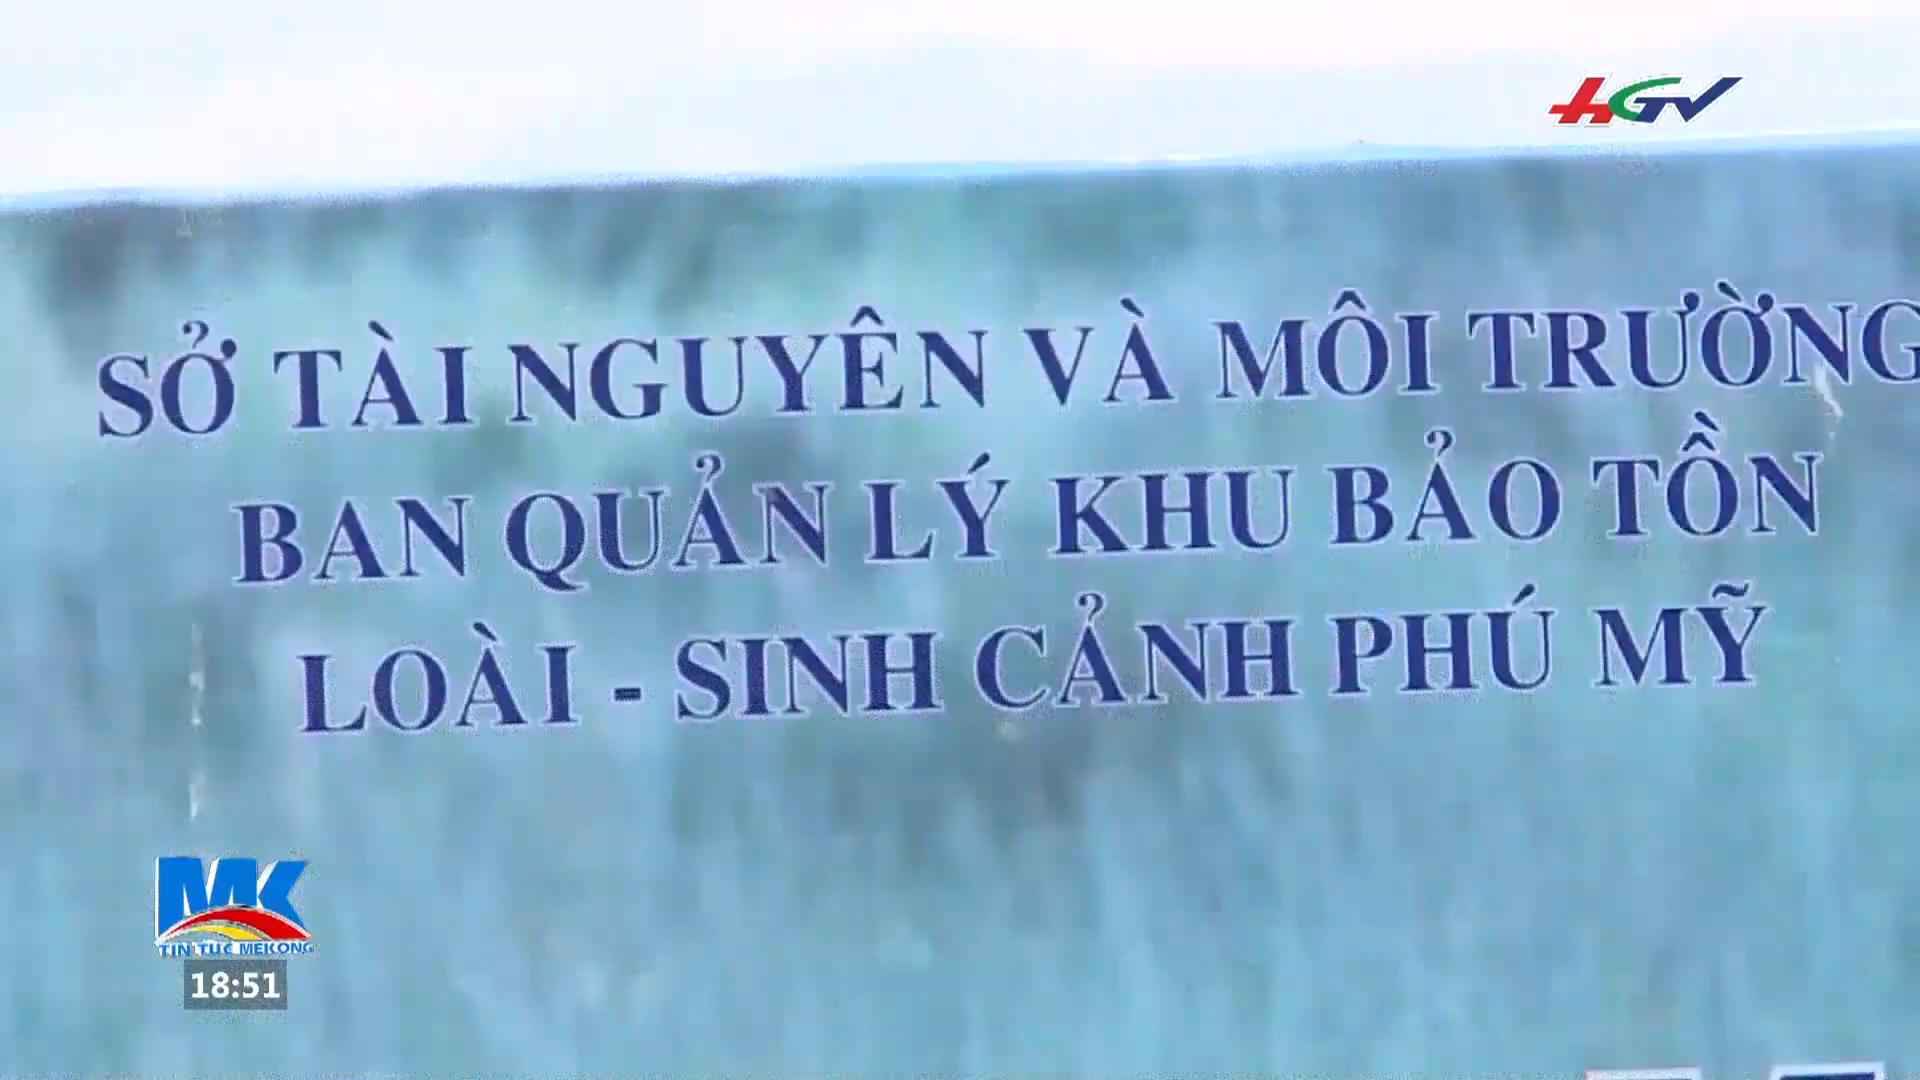 HGTV
SỞ TÀI NGUYÊN VÀ MÔI TRƯỜNG
BAN QUẢN LÝ KHU BẢO TỒN
LOÀI - SINH CẢNH PHÚ MỸ
MK
TIN TUC MEKONG
18:51